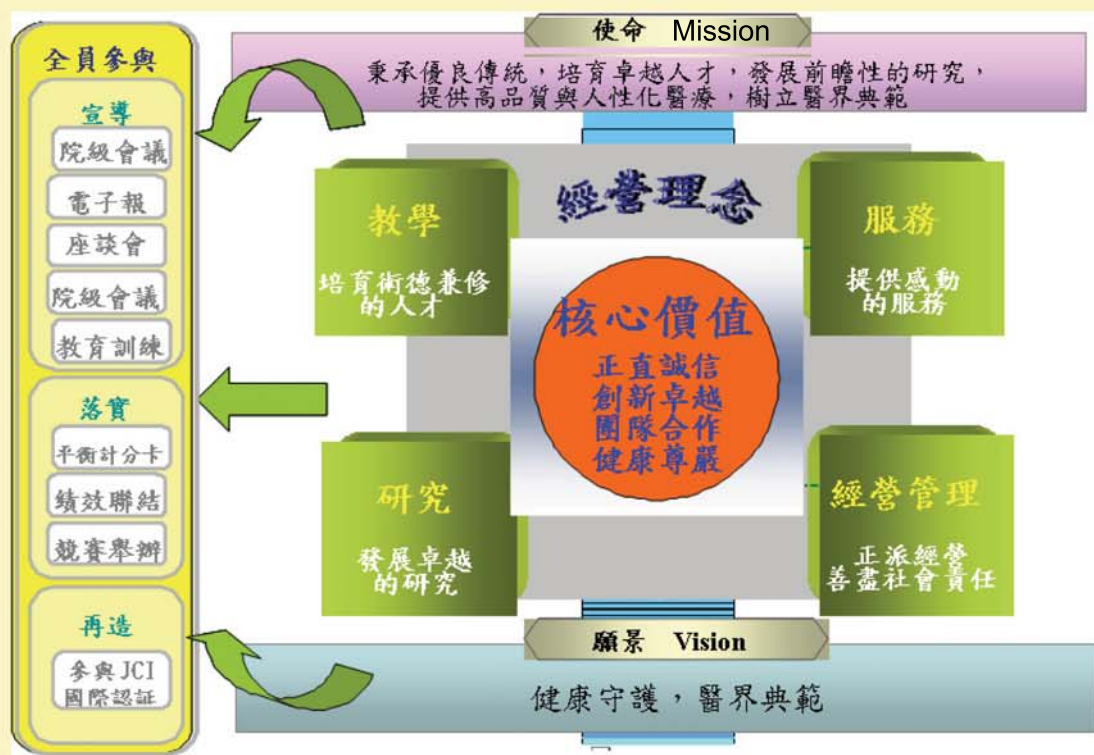 使命 Mission
秉承優良傳統，培育卓越人才，發展前瞻性的研究，
提供高品質與人性化醫療，樹立醫界典範
全員參與
宣導
院級會議
電子報
座談會
院級會議
教育訓練
落實
平衡計分卡
績效聯結
競賽舉辦
再造
參與JCI
國際認証
經營理念
教學
培育術德兼修
的人才
服務
提供感動
的服務
核心價值
正直誠信
創新卓越
團隊合作
健康尊嚴
研究
發展卓越
的研究
經營管理
正派經營
善盡社會責任
願景 Vision
健康守護，醫界典範